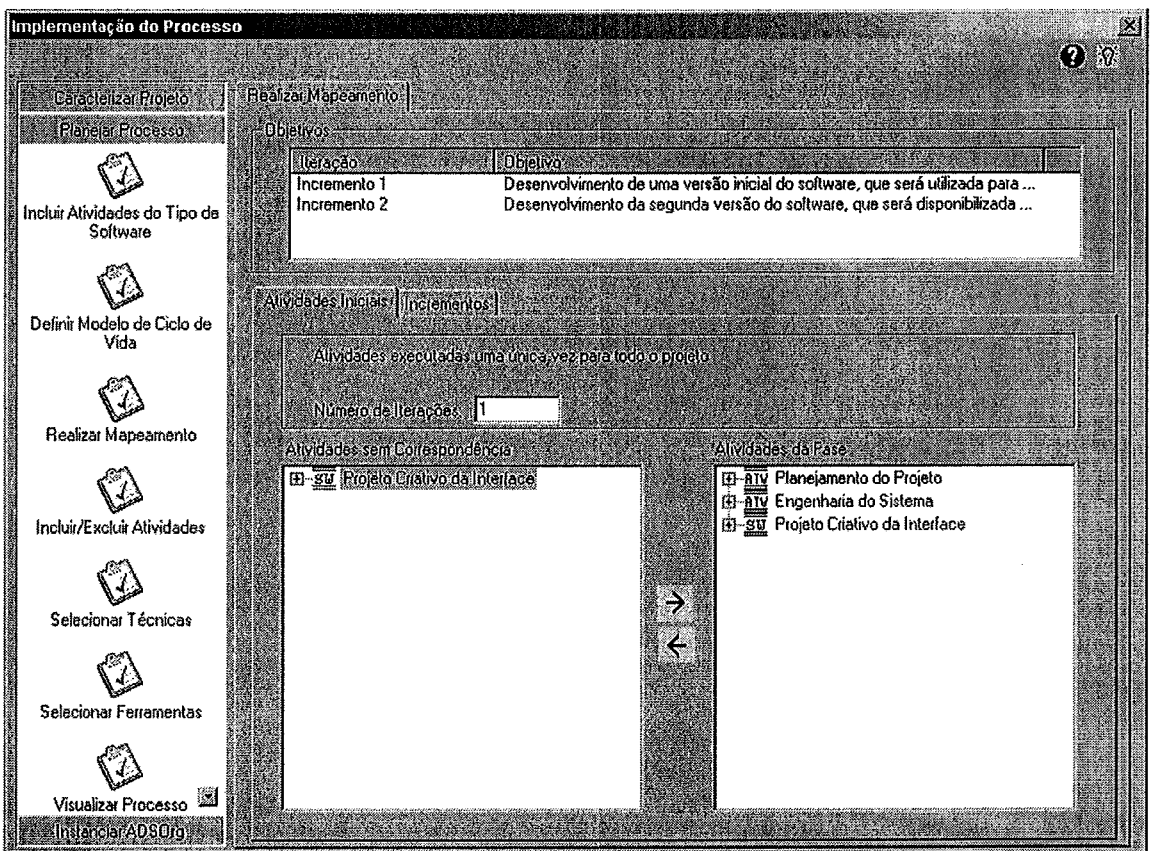 Implementação do Processo
Caracterizar Projeto
Planejar Processo
Incluir Atividades do Tipo de
Software
Definir Modelo de Ciclo de
Vida
Realizar Mapeamento
Incluir/Excluir Atividades
Selecionar Técnicas
Selecionar Ferramentas
Visualizar Processo
Instanciar ADSOrg
Realizar Mapeamento
Objetivos
Iteração Objetivo
Incremento 1 Desenvolvimento de uma versão inicial do software, que será utilizada para ...
Incremento 2 Desenvolvimento da segunda versão do software, que será disponibilizada ...
Atividades Iniciais Incrementos
Atividades executadas uma única vez para todo o projeto
Número de Iterações 1
Atividades sem Correspondência
SW Projeto Criativo da Interface
Atividades da Fase
ATV Planejamento do Projeto
ATV Engenharia do Sistema
SW Projeto Criativo da Interface